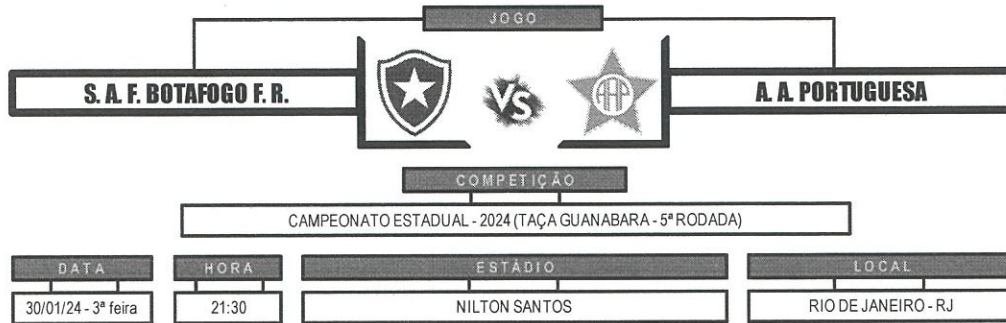 JOGO
S. A. F. BOTAFOGO F. R.
VS
AAP
A. A. PORTUGUESA
COMPETIÇÃO
CAMPEONATO ESTADUAL - 2024 (TAÇA GUANABARA - 5ª RODADA)
DATA HORA ESTÁDIO LOCAL
30/01/24 - 3ª feira 21:30 NILTON SANTOS RIO DE JANEIRO - RJ